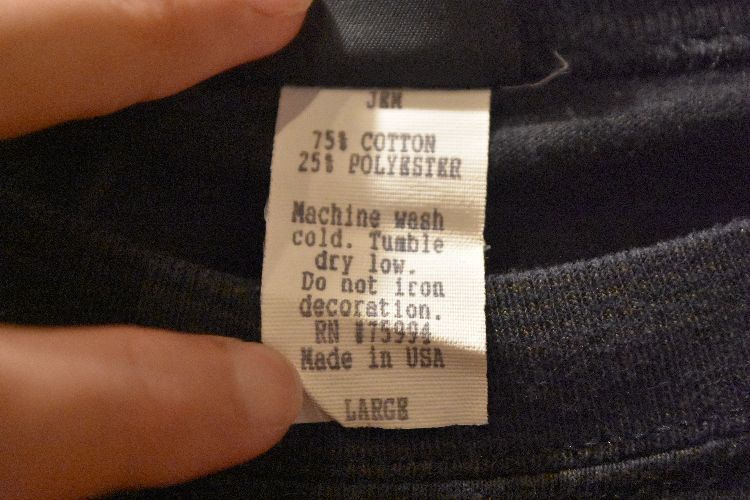 JEM
75% COTTON
25% POLYESTER
Machine wash
cold. Tumble
dry low.
Do not iron
decoration.
RN #75994
Made in USA
LARGE